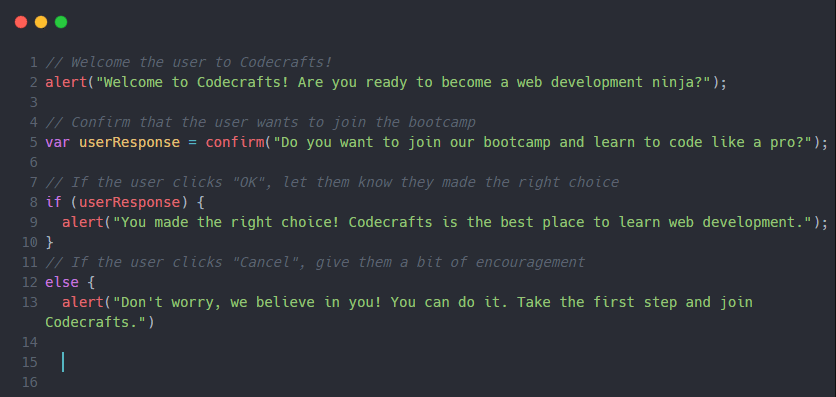 1 // Welcome the user to Codecrafts!
2 alert("Welcome to Codecrafts! Are you ready to become a web development ninja?");
3
4 // Confirm that the user wants to join the bootcamp
5 var userResponse = confirm("Do you want to join our bootcamp and learn to code like a pro?");
6
7 // If the user clicks "OK", let them know they made the right choice
8 if (userResponse) {
9   alert("You made the right choice! Codecrafts is the best place to learn web development.");
10 }
11 // If the user clicks "Cancel", give them a bit of encouragement
12 else {
13   alert("Don't worry, we believe in you! You can do it. Take the first step and join
Codecrafts.")
14
15
16